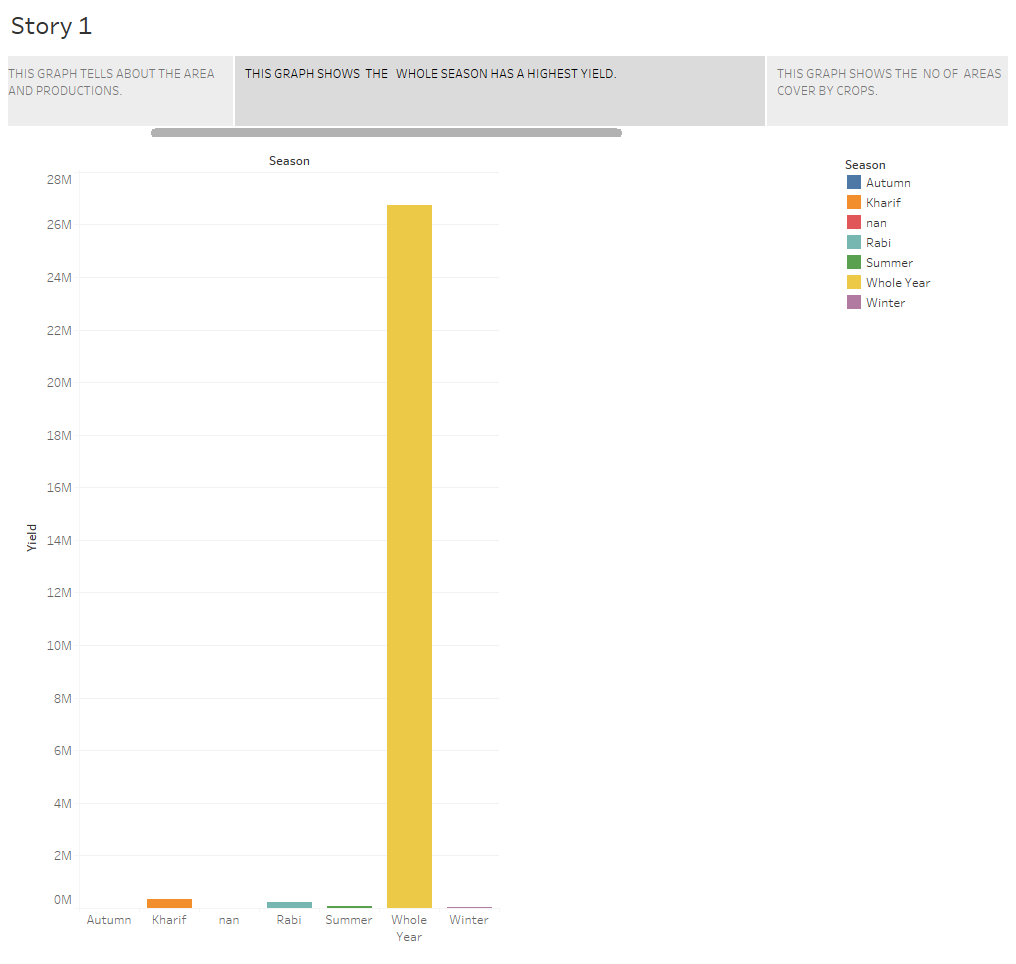 Story 1
THIS GRAPH TELLS ABOUT THE AREA
AND PRODUCTIONS.
THIS GRAPH SHOWS  THE   WHOLE SEASON HAS A HIGHEST YIELD.
THIS GRAPH SHOWS THE  NO OF  AREAS
COVER BY CROPS.
Season
28M
26M
24M
22M
20M
18M
16M
14M
12M
10M
8M
6M
4M
2M
0M
Yield
Autumn
Kharif
nan
Rabi
Summer
Whole
Year
Winter
Season
Autumn
Kharif
nan
Rabi
Summer
Whole Year
Winter